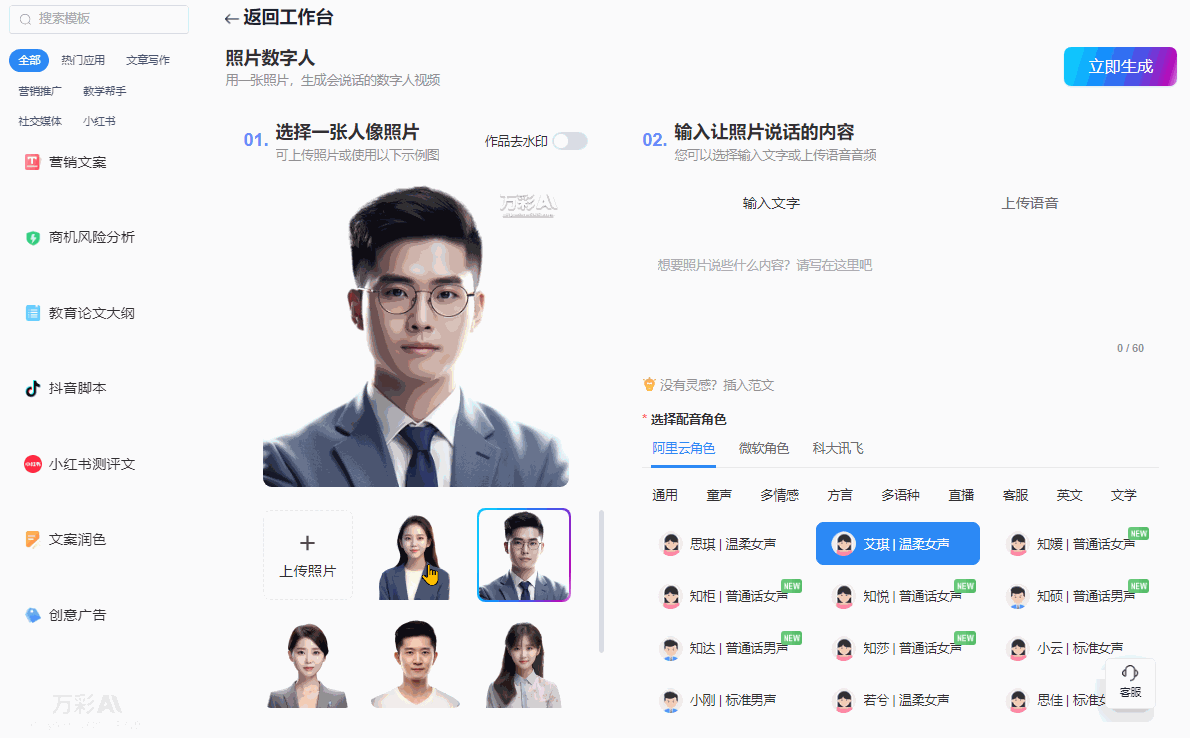 搜索模板
全部 热门应用 文章写作
营销推广 教学帮手
社交媒体 小红书
营销文案
商机风险分析
教育论文大纲
抖音脚本
小红书
小红书测评文
文案润色
创意广告
万彩AI
返回工作台
照片数字人
用一张照片，生成会说话的数字人视频
立即生成
01. 选择一张人像照片
可上传照片或使用以下示例图
作品去水印
万彩AI
+
上传照片
02. 输入让照片说话的内容
您可以选择输入文字或上传语音音频
输入文字 上传语音
想要照片说些什么内容？请写在这里吧
0 / 60
没有灵感？插入范文
* 选择配音角色
阿里云角色 微软角色 科大讯飞
通用 童声 多情感 方言 多语种 直播 客服 英文 文学
思琪 | 温柔女声 艾琪 | 温柔女声 知媛 | 普通话女声 NEW
知柜 | 普通话女声 NEW 知悦 | 普通话女声 NEW 知硕 | 普通话男声 NEW
知达 | 普通话男声 NEW 知莎 | 普通话女声 NEW 小云 | 标准女声
小刚 | 标准男声 若兮 | 温柔女声 思佳 | 标准
客服